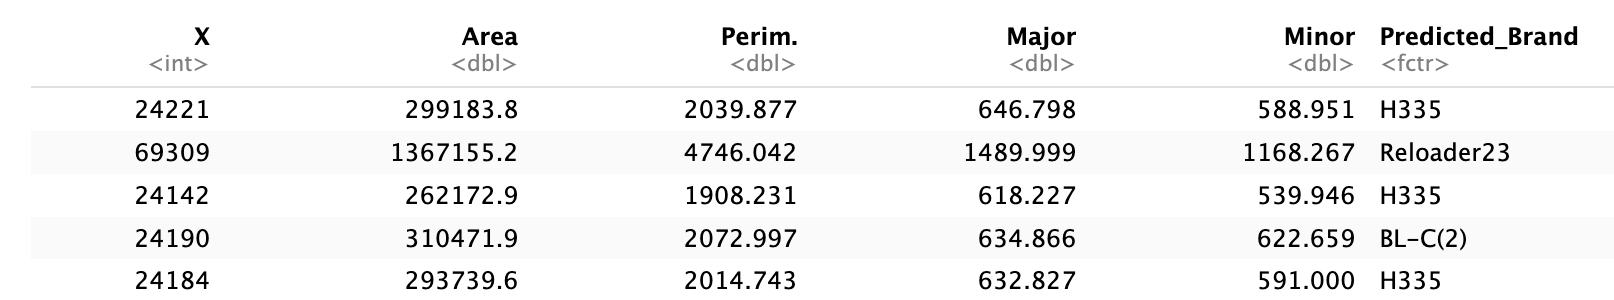 X Area Perim. Major Minor Predicted_Brand
<int> <dbl> <dbl> <dbl> <dbl> <fctr>
24221 299183.8 2039.877 646.798 588.951 H335
69309 1367155.2 4746.042 1489.999 1168.267 Reloader23
24142 262172.9 1908.231 618.227 539.946 H335
24190 310471.9 2072.997 634.866 622.659 BL-C(2)
24184 293739.6 2014.743 632.827 591.000 H335